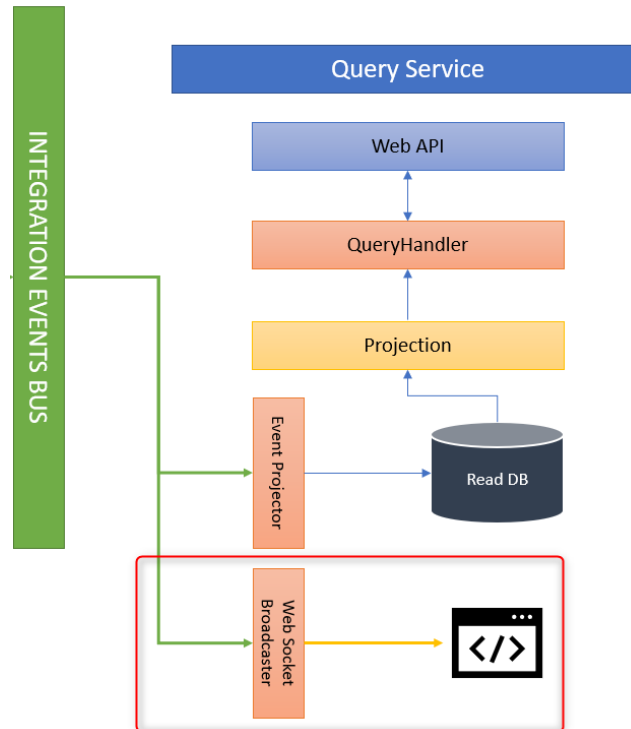 Query Service
INTEGRATION EVENTS BUS
Web API
QueryHandler
Projection
Event Projector
Read DB
Web Socket
Broadcaster
</>